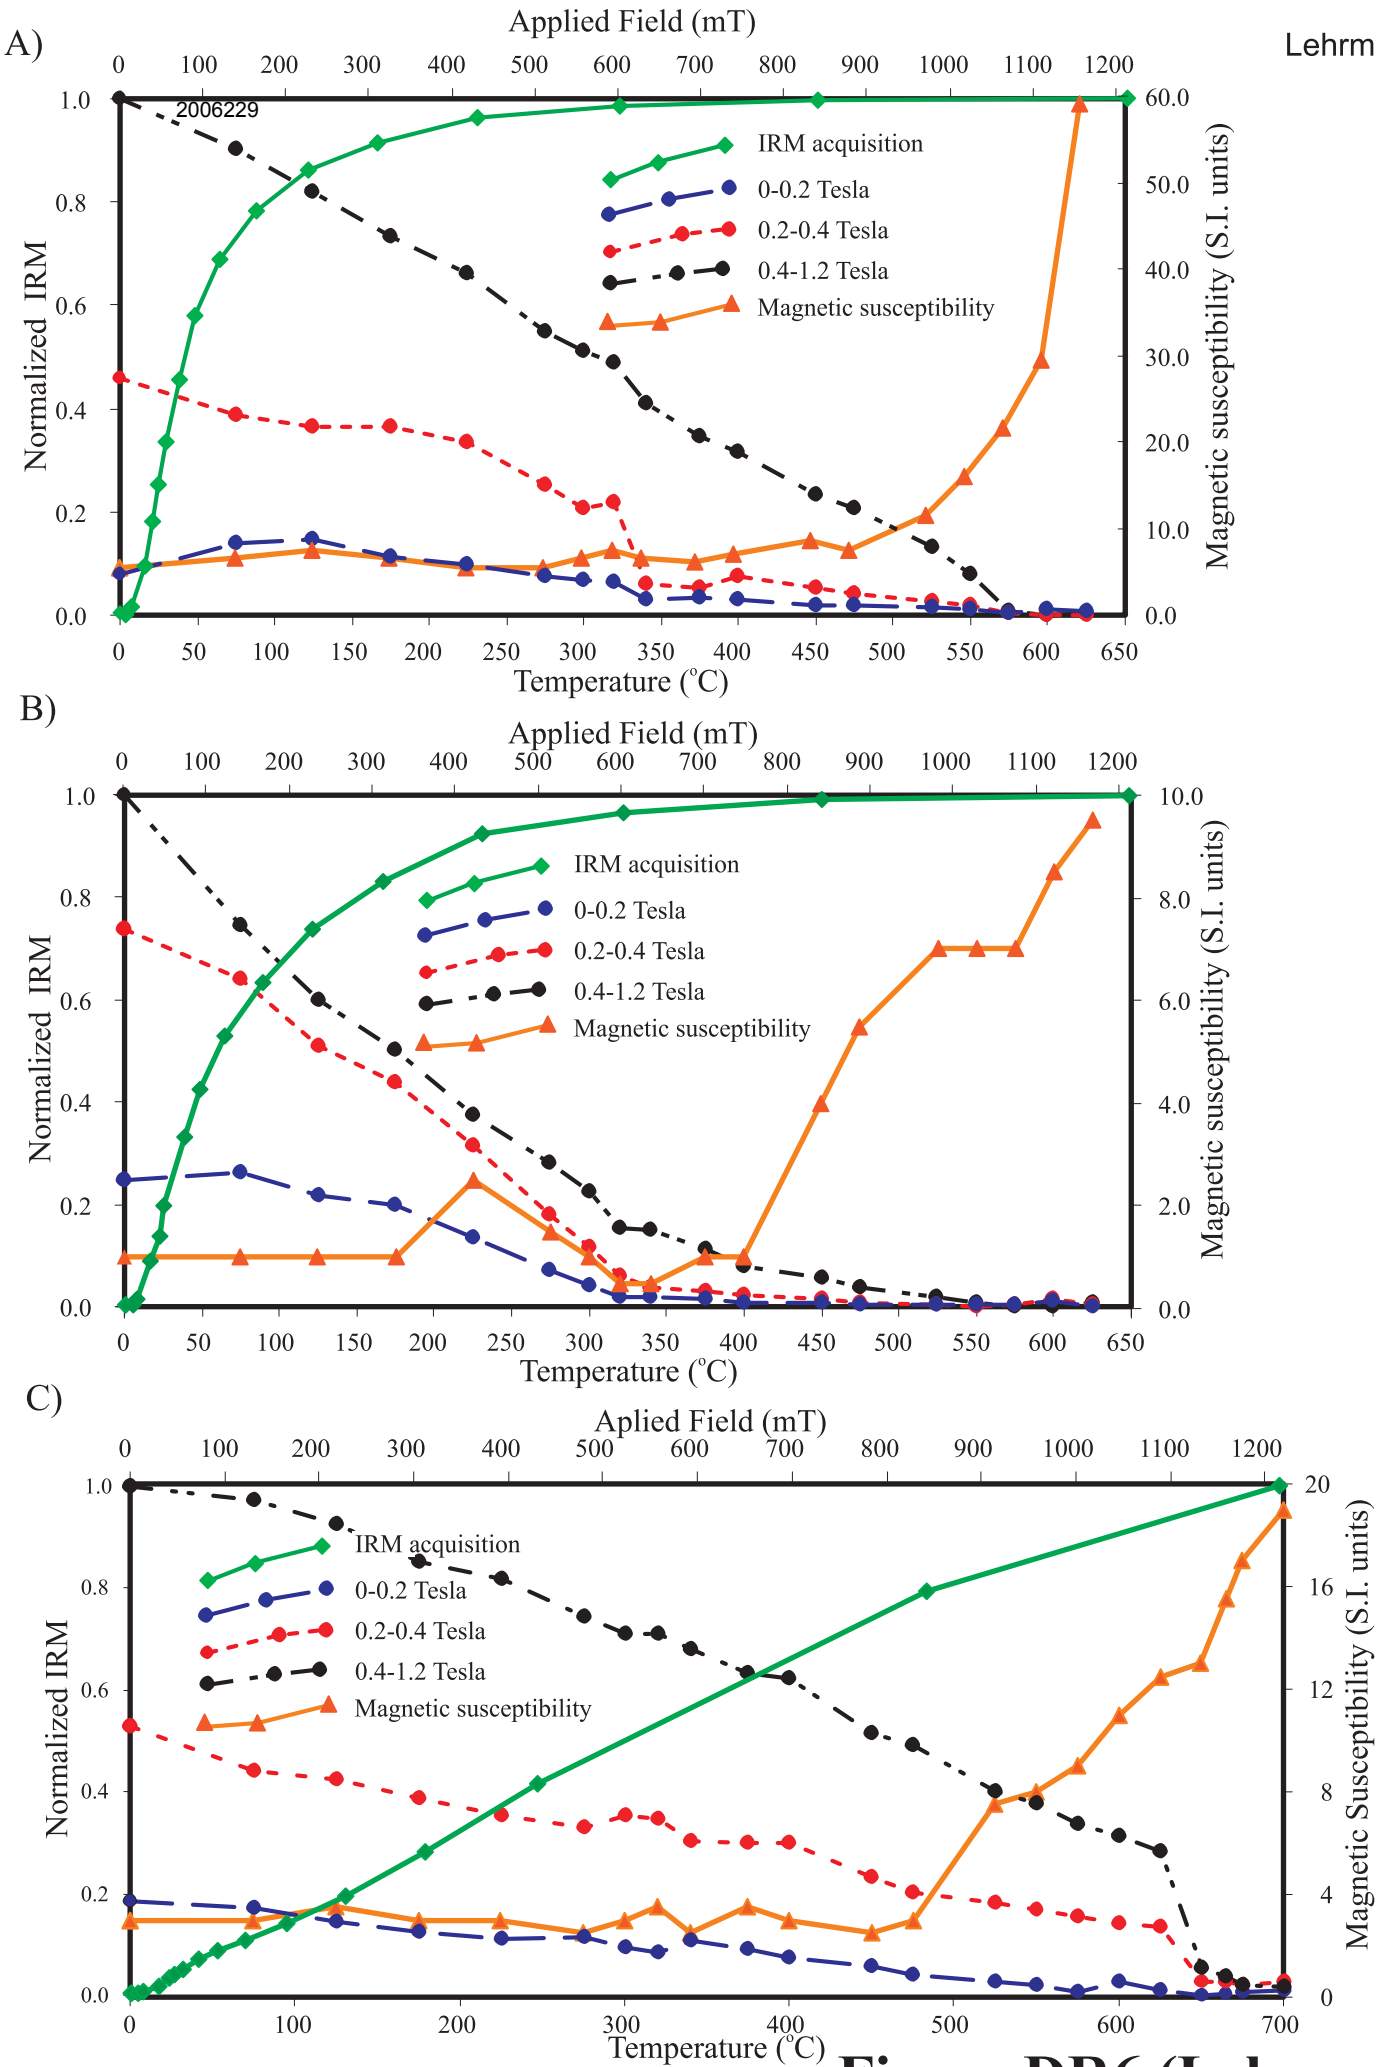 A)
Applied Field (mT)
Lehrm
0 100 200 300 400 500 600 700 800 900 1000 1100 1200
1.0 0.8 0.6 0.4 0.2 0.0
Normalized IRM
2006229
IRM acquisition
0-0.2 Tesla
0.2-0.4 Tesla
0.4-1.2 Tesla
Magnetic susceptibility
60.0 50.0 40.0 30.0 20.0 10.0 0.0
Magnetic susceptibility (S.I. units)
0 50 100 150 200 250 300 350 400 450 500 550 600 650
Temperature (°C)
B)
Applied Field (mT)
0 100 200 300 400 500 600 700 800 900 1000 1100 1200
1.0 0.8 0.6 0.4 0.2 0.0
Normalized IRM
IRM acquisition
0-0.2 Tesla
0.2-0.4 Tesla
0.4-1.2 Tesla
Magnetic susceptibility
10.0 8.0 6.0 4.0 2.0 0.0
Magnetic susceptibility (S.I. units)
0 50 100 150 200 250 300 350 400 450 500 550 600 650
Temperature (°C)
C)
Aplied Field (mT)
0 100 200 300 400 500 600 700 800 900 1000 1100 1200
1.0 0.8 0.6 0.4 0.2 0.0
Normalized IRM
IRM acquisition
0-0.2 Tesla
0.2-0.4 Tesla
0.4-1.2 Tesla
Magnetic susceptibility
20 16 12 8 4 0
Magnetic Susceptibility (S.I. units)
0 100 200 300 400 500 600 700
Temperature (°C)